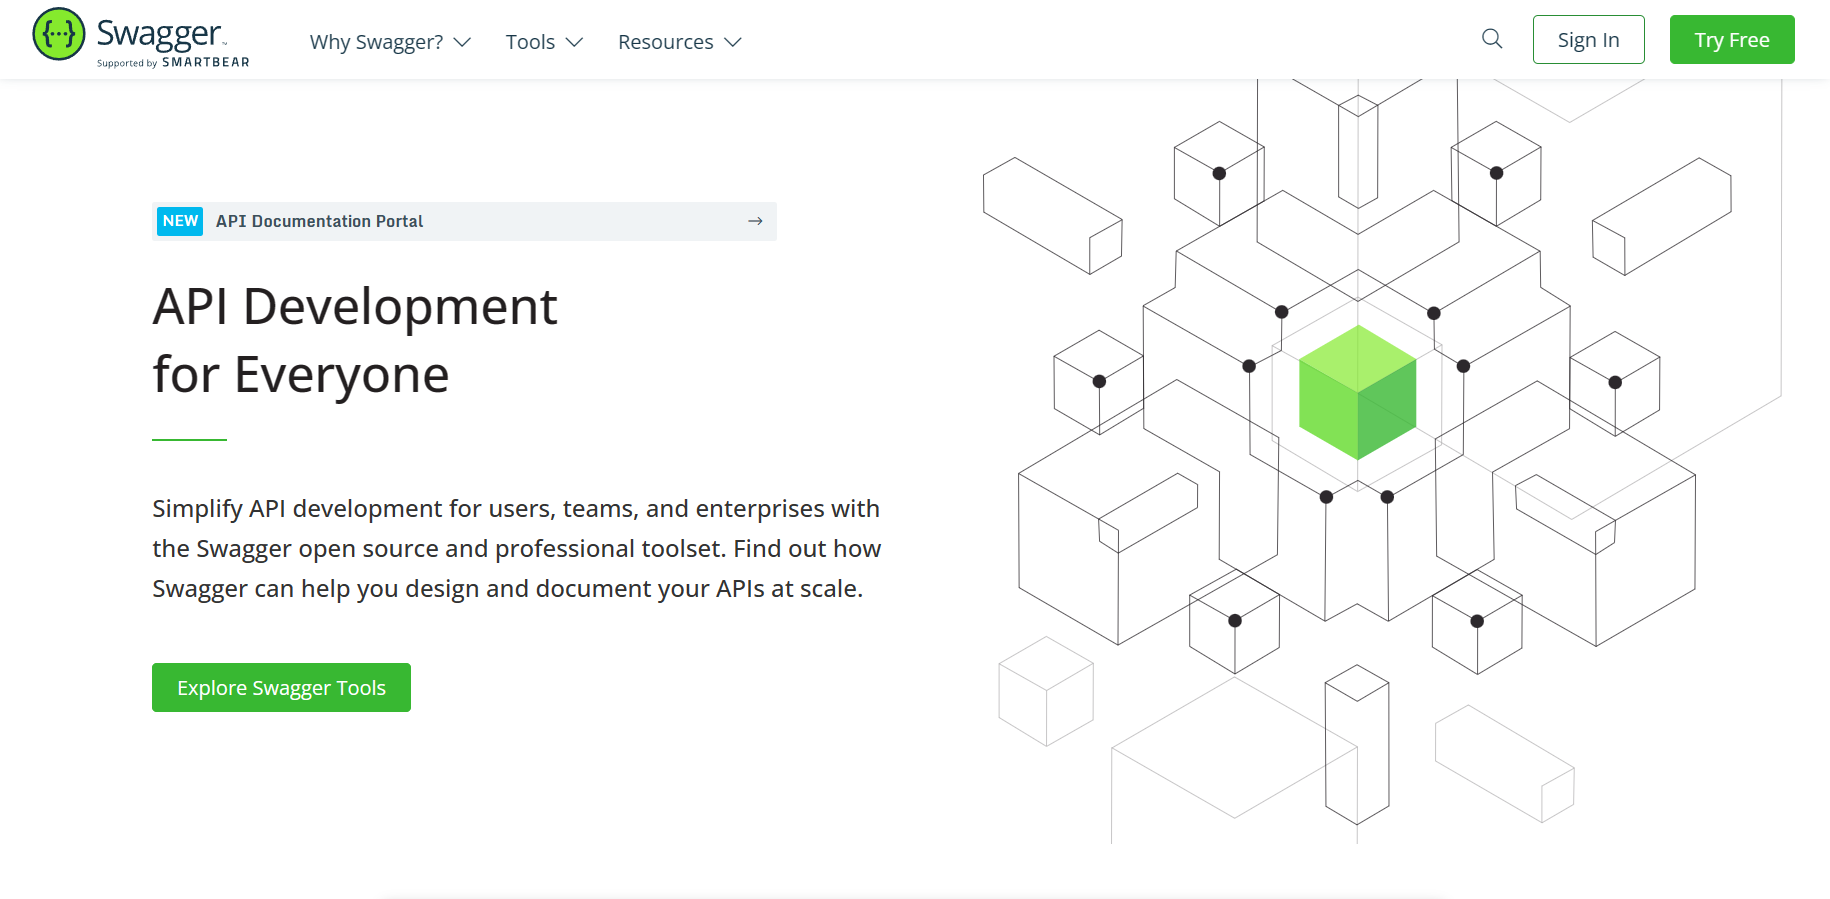 {···} Swagger™
Supported by SMARTBEAR
Why Swagger?
Tools
Resources
Sign In
Try Free
NEW API Documentation Portal →
API Development
for Everyone
Simplify API development for users, teams, and enterprises with
the Swagger open source and professional toolset. Find out how
Swagger can help you design and document your APIs at scale.
Explore Swagger Tools